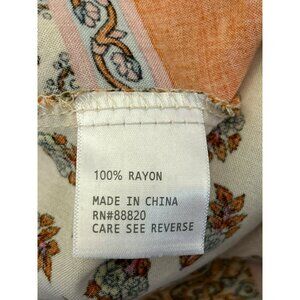 100% RAYON
MADE IN CHINA
RN#88820
CARE SEE REVERSE